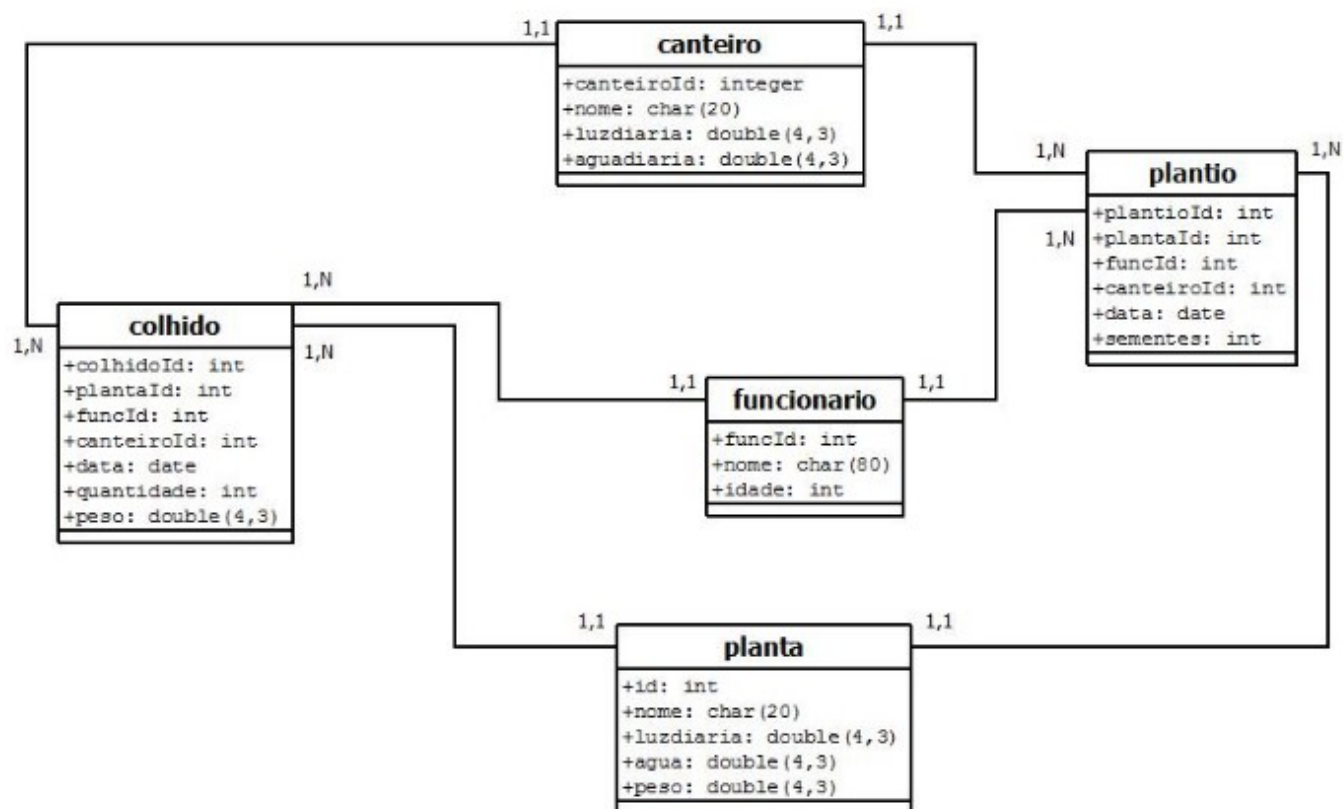 1,1
canteiro
1,1
+canteiroId: integer
+nome: char(20)
+luzdiaria: double(4,3)
+aguadiaria: double(4,3)
1,N
1,N
plantio
+plantioId: int
+plantaId: int
+funcId: int
+canteiroId: int
+data: date
+sementes: int
1,N
1,N
1,N
colhido
1,N
+colhidoId: int
+plantaId: int
+funcId: int
+canteiroId: int
+data: date
+quantidade: int
+peso: double(4,3)
1,1
funcionario
1,1
+funcId: int
+nome: char(80)
+idade: int
1,1
planta
1,1
+id: int
+nome: char(20)
+luzdiaria: double(4,3)
+agua: double(4,3)
+peso: double(4,3)